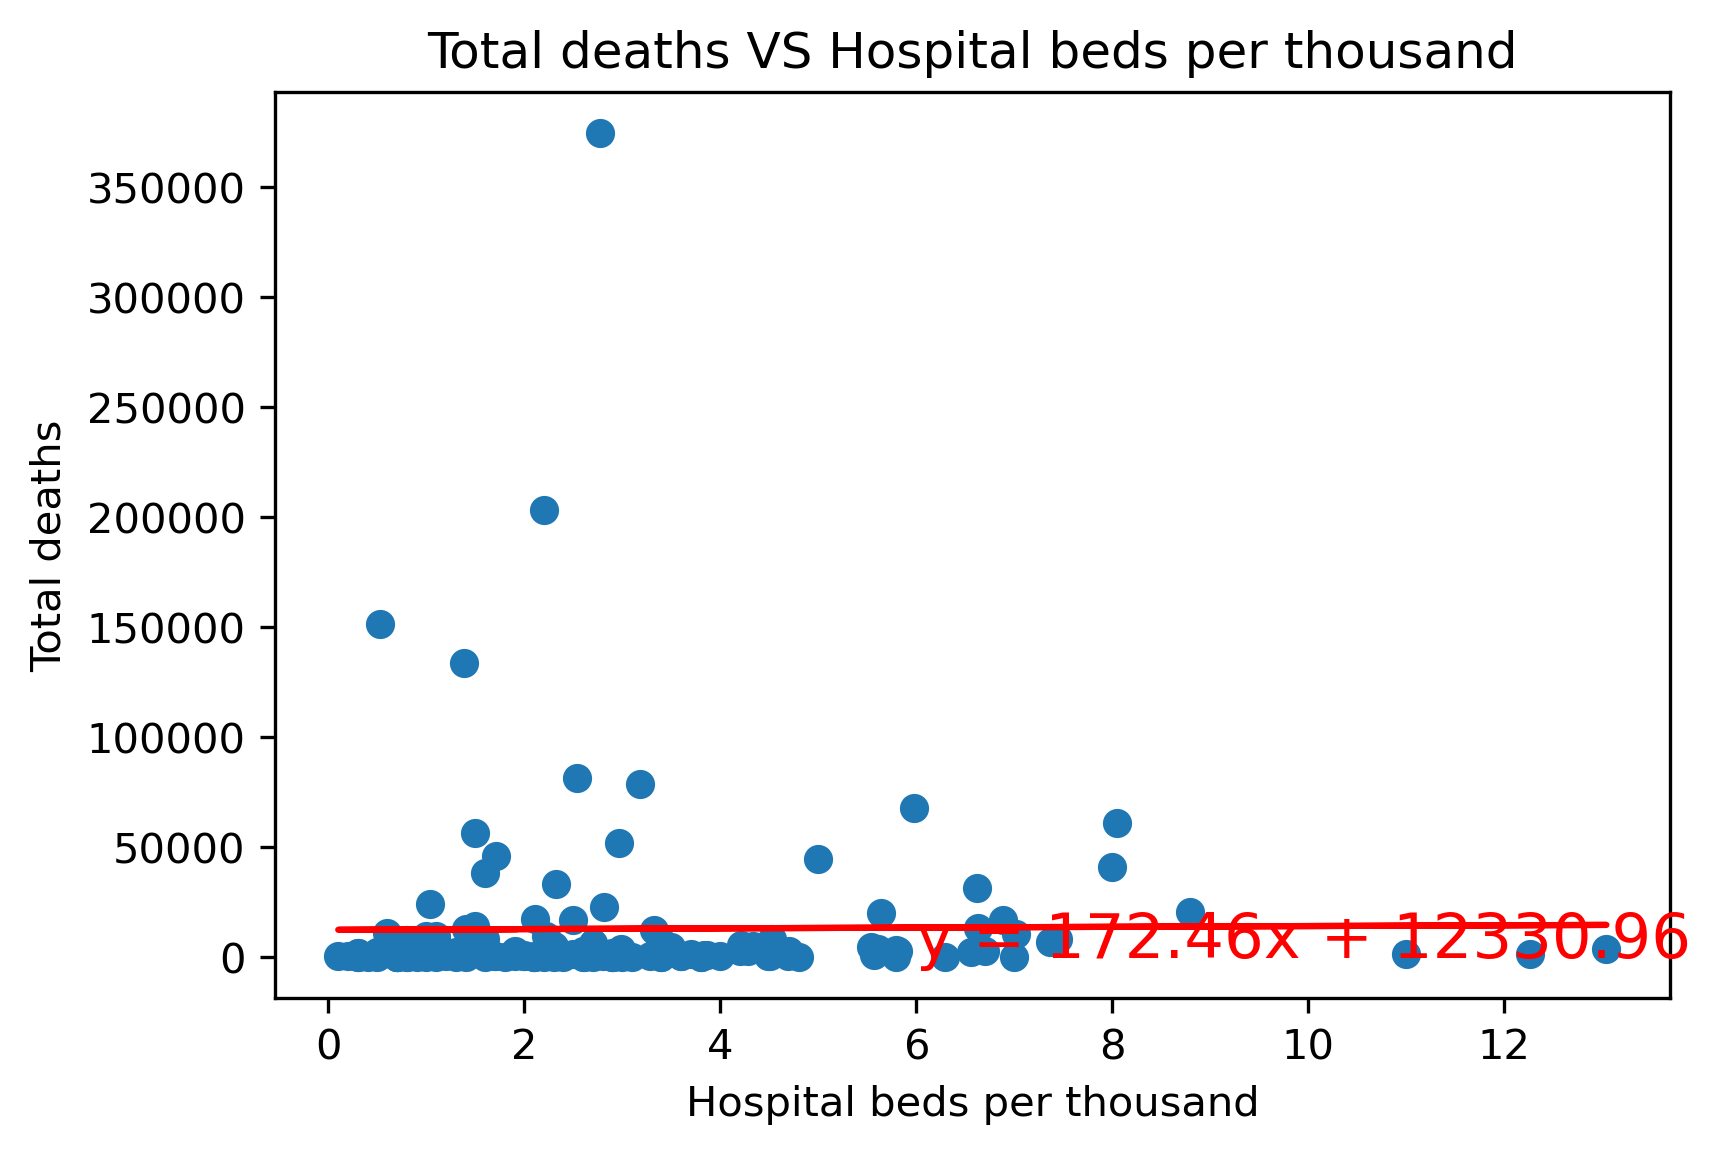 Total deaths VS Hospital beds per thousand
350000
300000
250000
200000
150000
100000
50000
0
Total deaths
y = 172.46x + 12330.96
0 2 4 6 8 10 12
Hospital beds per thousand